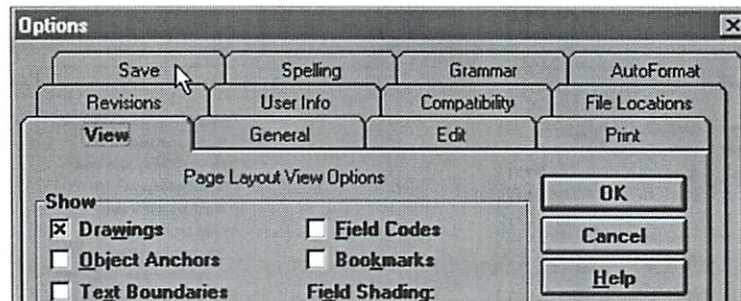 Options
Save Spelling Grammar AutoFormat
Revisions User Info Compatibility File Locations
View General Edit Print
Page Layout View Options
Show
Drawings Field Codes
Object Anchors Bookmarks
Text Boundaries Field Shading:
OK
Cancel
Help